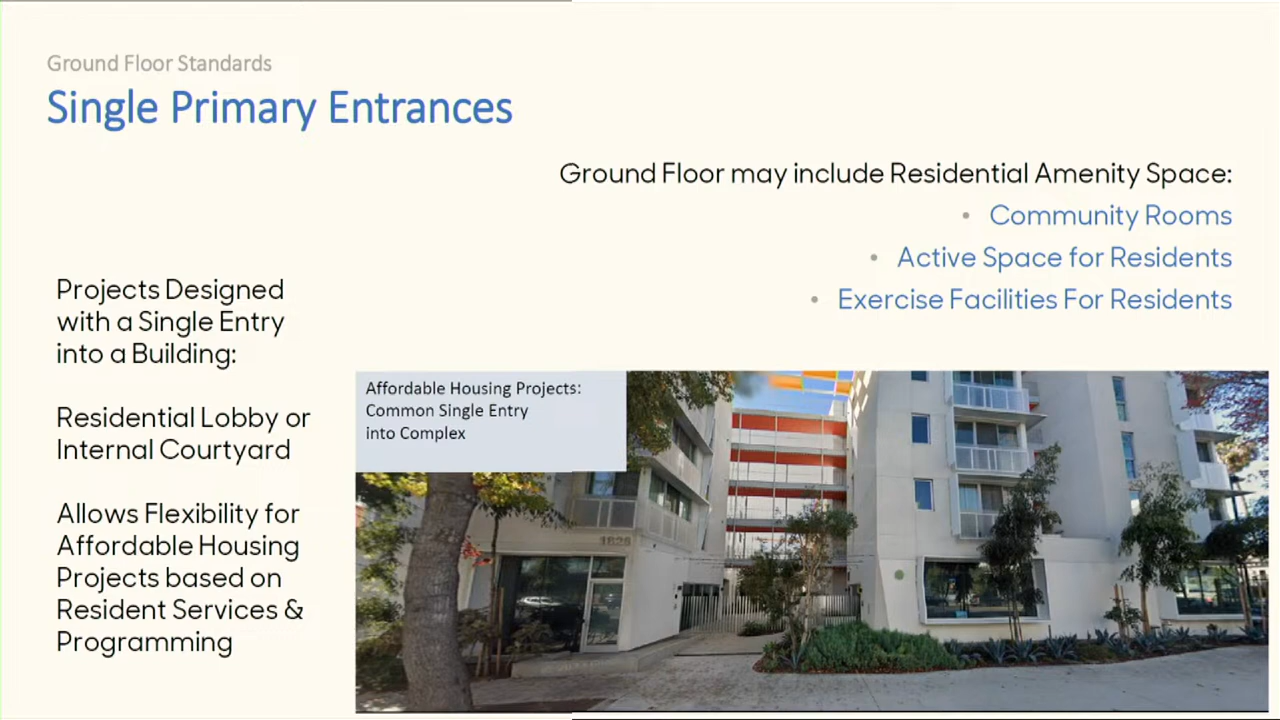 Ground Floor Standards
Single Primary Entrances
Ground Floor may include Residential Amenity Space:
• Community Rooms
• Active Space for Residents
• Exercise Facilities For Residents
Projects Designed
with a Single Entry
into a Building:
Residential Lobby or
Internal Courtyard
Allows Flexibility for
Affordable Housing
Projects based on
Resident Services &
Programming
Affordable Housing Projects:
Common Single Entry
into Complex